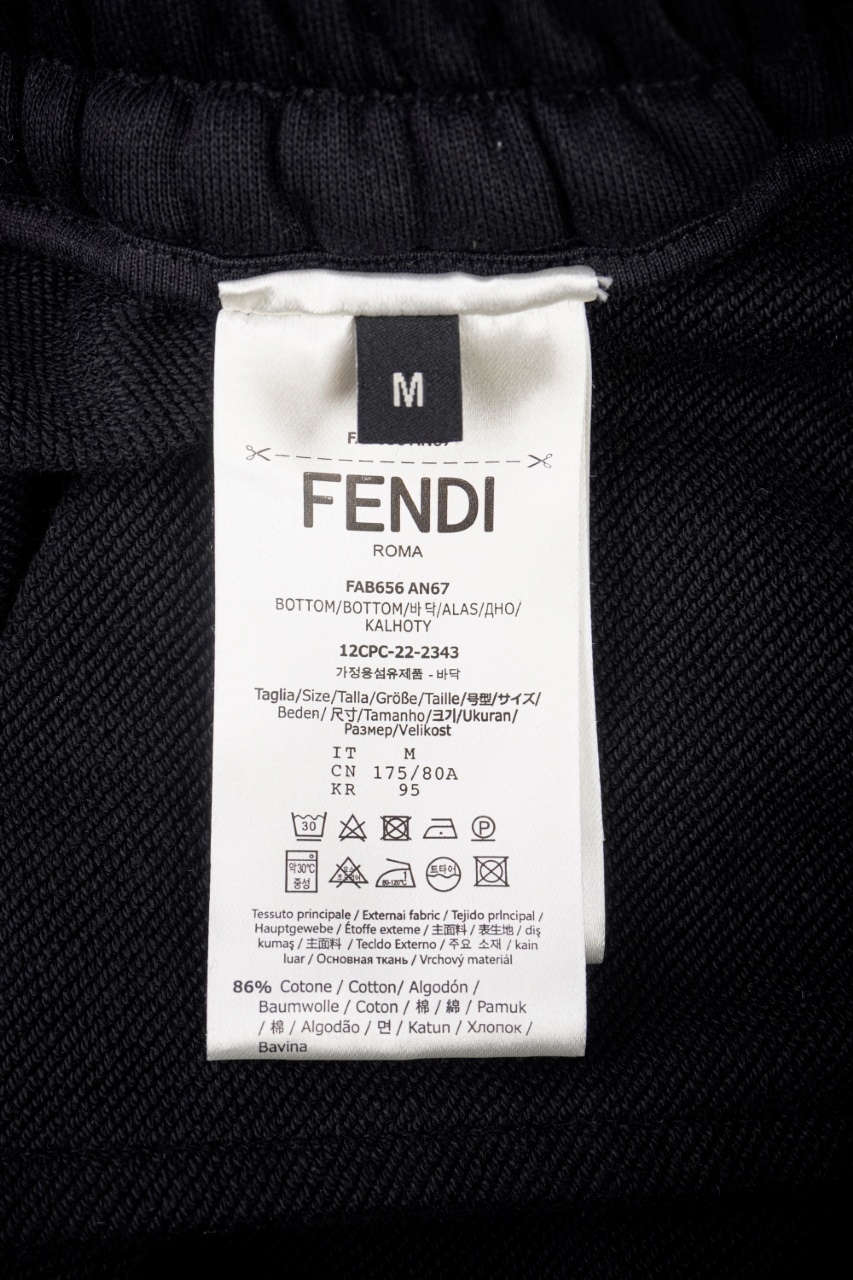 M
FENDI
ROMA
FAB656 AN67
BOTTOM/BOTTOM/바닥/ALAS/ДНО/
KALHOTY
12CPC-22-2343
가정용섬유제품 - 바닥
Taglia/Size/Talla/Größe/Taille/号型/サイズ/
Beden/ 尺寸/Tamanho/크기/Ukuran/
Размер/Velikost
IT M
CN 175/80A
KR 95
30 P
약30℃
중성
80-120℃ 드라이
Tessuto principale / Externai fabric / Tejido prIncipal /
Hauptgewebe / Étoffe exteme / 主面料 / 表生地 / diş
kumaş / 主面料 / Tecldo Externo / 주요 소재 / kain
luar / Основная ткань / Vrchový materiál
86% Cotone / Cotton/ Algodón /
Baumwolle / Coton / 棉 / 綿 / Pamuk
/ 棉 / Algodão / 면 / Katun / Хлопок /
Bavina